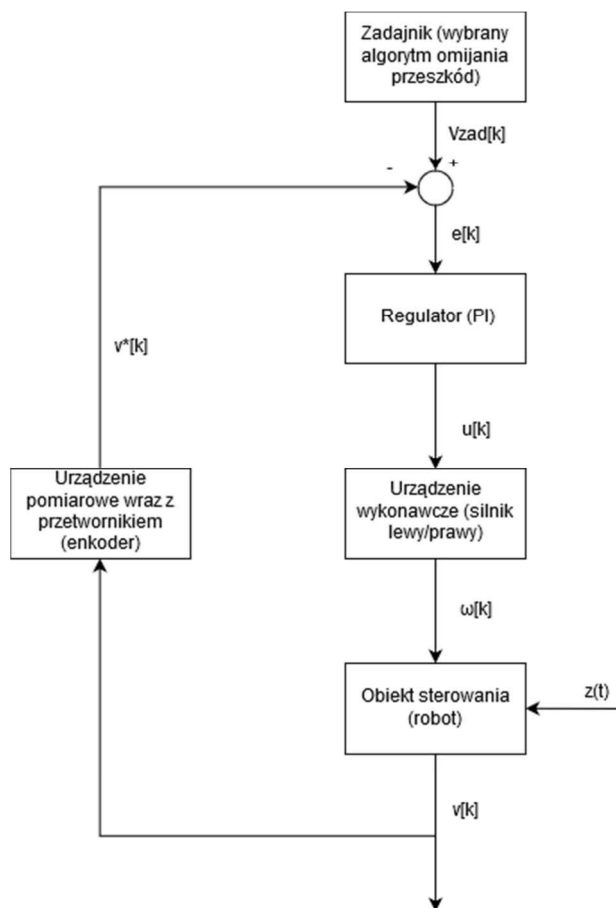 Zadajnik (wybrany
algorytm omijania
przeszkód)
Vzad[k]
-
+
e[k]
Regulator (PI)
v*[k]
u[k]
Urządzenie
pomiarowe wraz z
przetwornikiem
(enkoder)
Urządzenie
wykonawcze (silnik
lewy/prawy)
ω[k]
Obiekt sterowania
(robot)
z(t)
v[k]